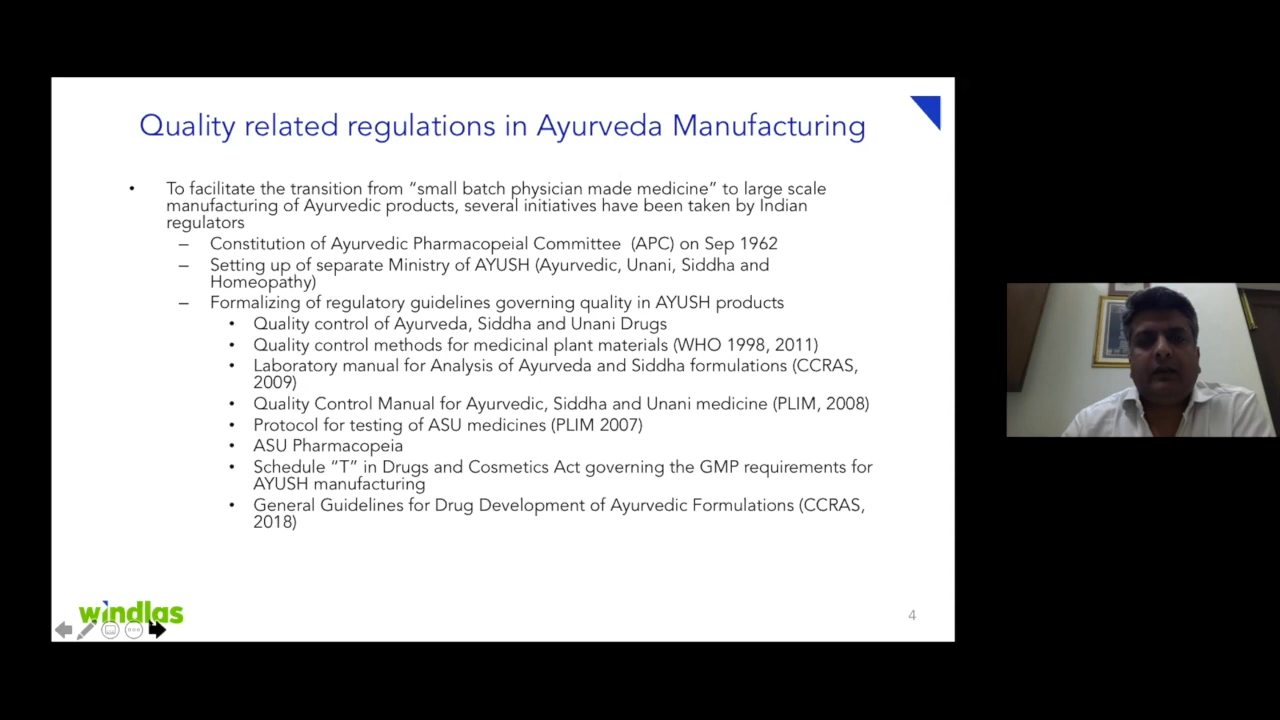 Quality related regulations in Ayurveda Manufacturing
• To facilitate the transition from “small batch physician made medicine” to large scale
manufacturing of Ayurvedic products, several initiatives have been taken by Indian
regulators
– Constitution of Ayurvedic Pharmacopeial Committee (APC) on Sep 1962
– Setting up of separate Ministry of AYUSH (Ayurvedic, Unani, Siddha and
Homeopathy)
– Formalizing of regulatory guidelines governing quality in AYUSH products
• Quality control of Ayurveda, Siddha and Unani Drugs
• Quality control methods for medicinal plant materials (WHO 1998, 2011)
• Laboratory manual for Analysis of Ayurveda and Siddha formulations (CCRAS,
2009)
• Quality Control Manual for Ayurvedic, Siddha and Unani medicine (PLIM, 2008)
• Protocol for testing of ASU medicines (PLIM 2007)
• ASU Pharmacopeia
• Schedule “T” in Drugs and Cosmetics Act governing the GMP requirements for
AYUSH manufacturing
• General Guidelines for Drug Development of Ayurvedic Formulations (CCRAS,
2018)
windlas
4